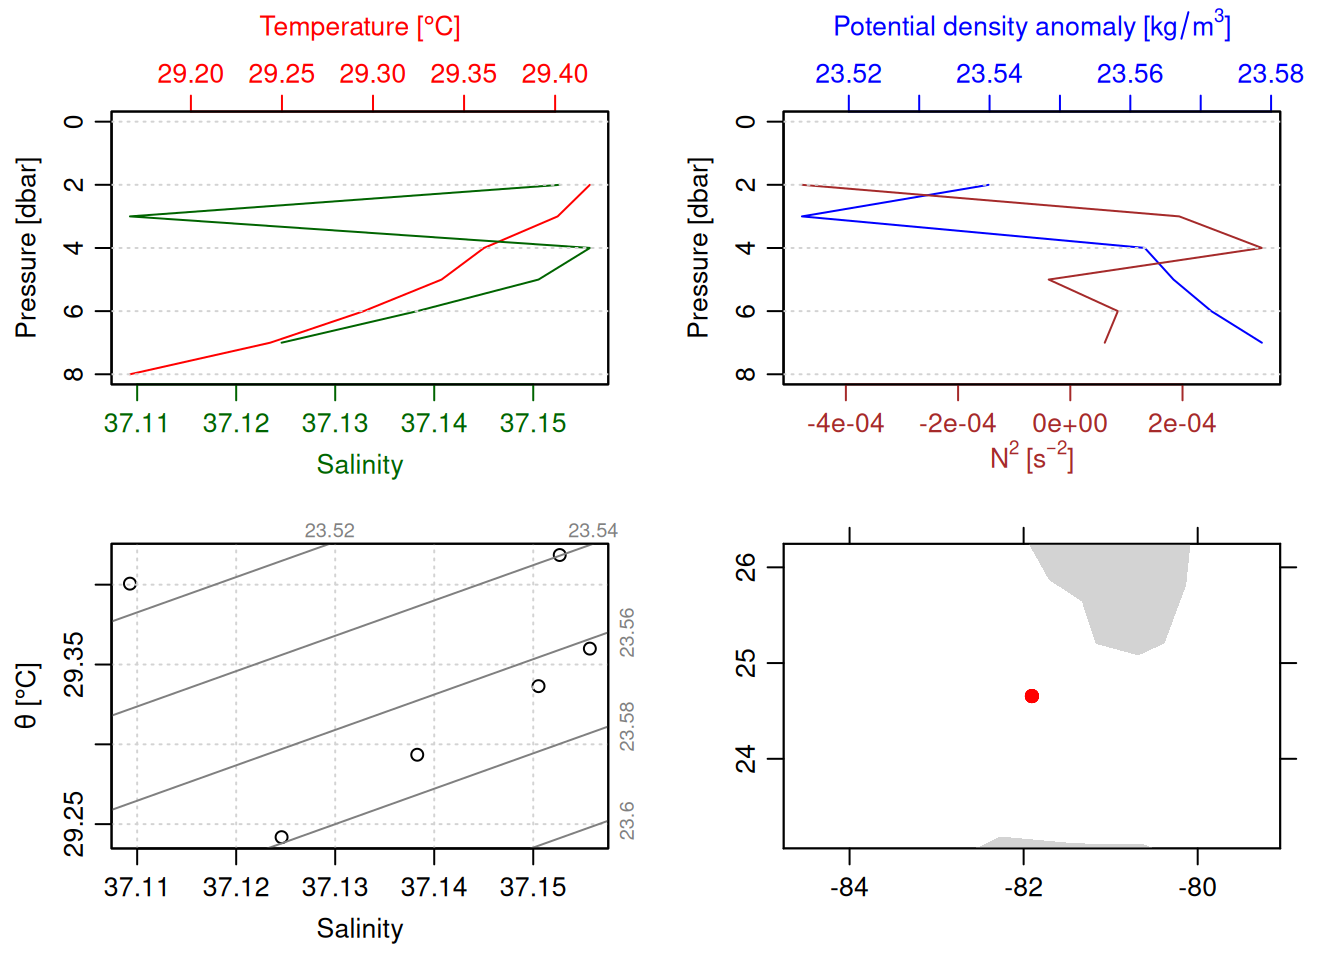 Temperature [°C]
29.20 29.25 29.30 29.35 29.40
Pressure [dbar]
0
2
4
6
8
37.11 37.12 37.13 37.14 37.15
Salinity
Potential density anomaly [kg/m³]
23.52 23.54 23.56 23.58
Pressure [dbar]
0
2
4
6
8
-4e-04 -2e-04 0e+00 2e-04
N² [s⁻²]
23.52 23.54
θ [°C]
29.35
29.25
23.56
23.58
23.6
37.11 37.12 37.13 37.14 37.15
Salinity
26
25
24
-84 -82 -80